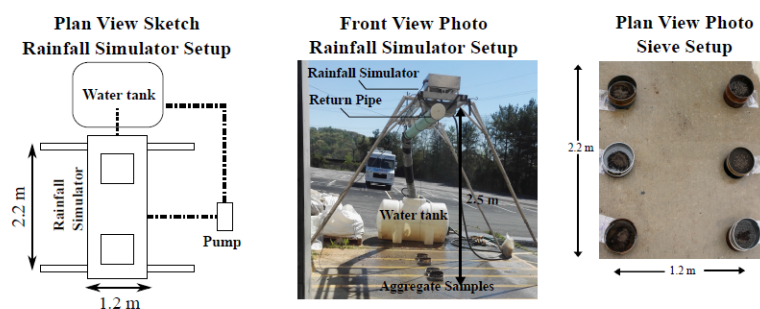 Plan View Sketch
Rainfall Simulator Setup
Water tank
2.2 m
Rainfall
Simulator
Pump
1.2 m
Front View Photo
Rainfall Simulator Setup
Rainfall Simulator
Return Pipe
2.5 m
Water tank
Aggregate Samples
Plan View Photo
Sieve Setup
2.2 m
1.2 m